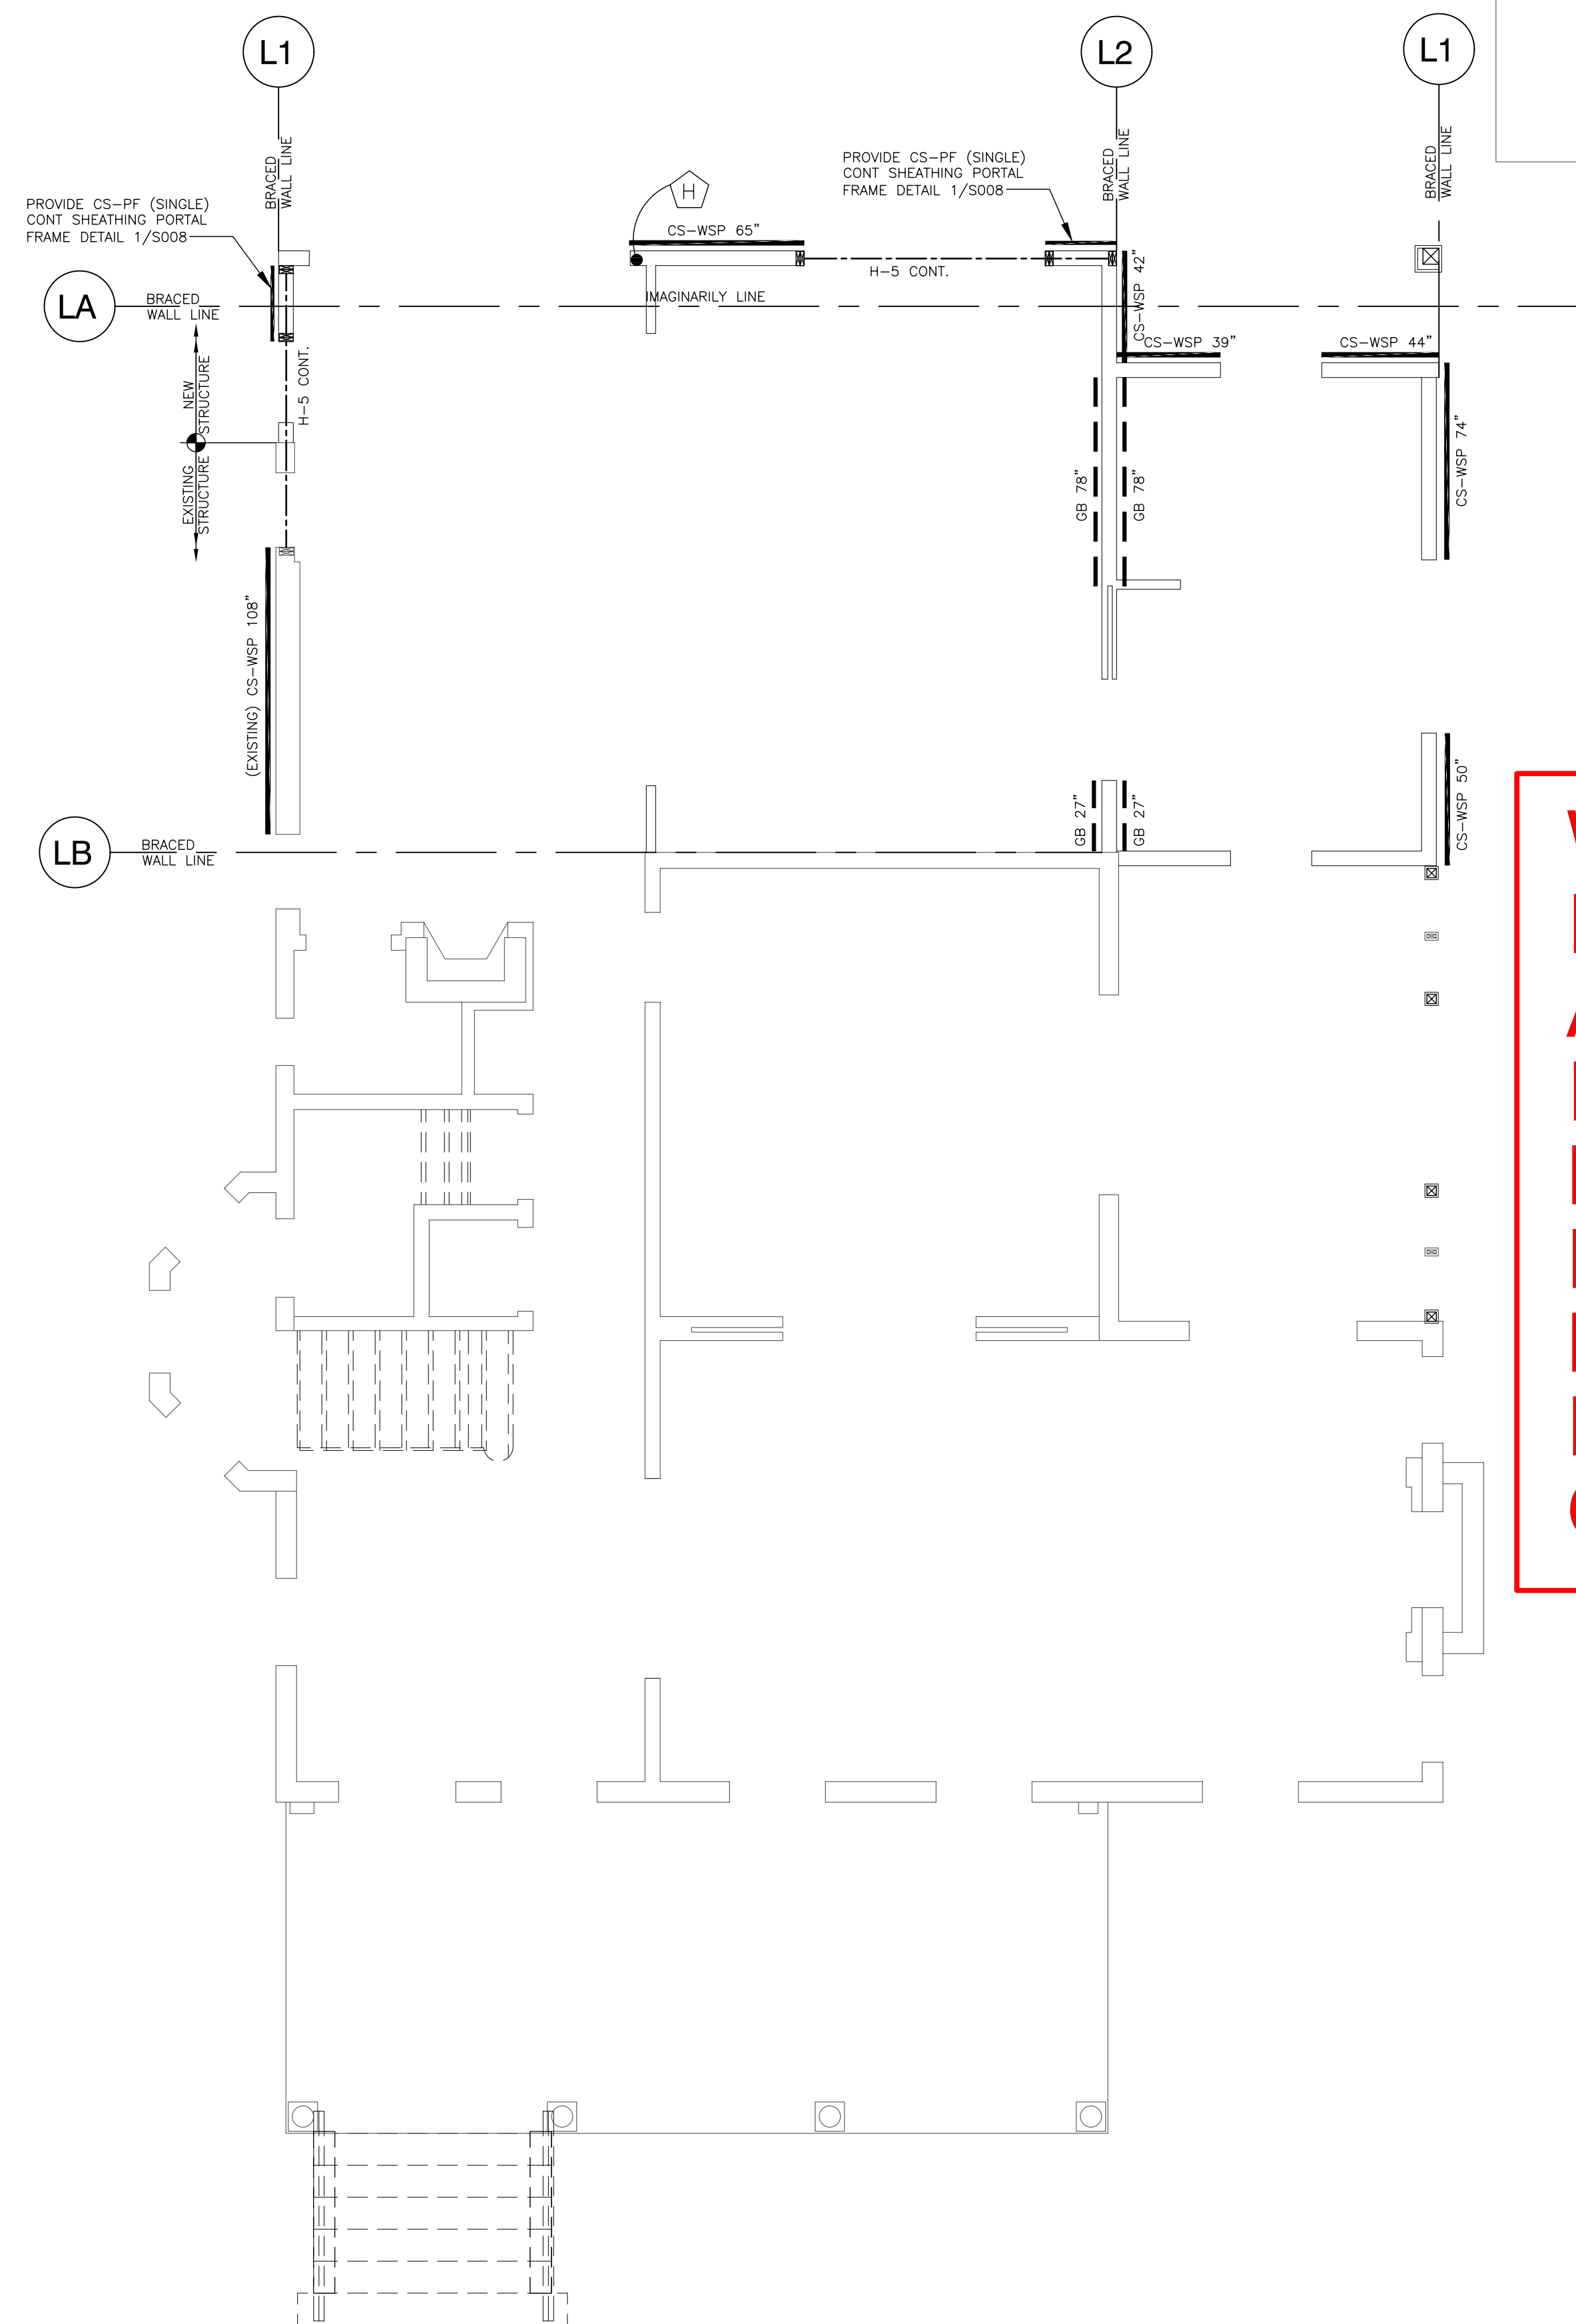 L1
L2
L1
BRACED
WALL LINE
BRACED
WALL LINE
BRACED
WALL LINE
PROVIDE CS-PF (SINGLE)
CONT SHEATHING PORTAL
FRAME DETAIL 1/S008
PROVIDE CS-PF (SINGLE)
CONT SHEATHING PORTAL
FRAME DETAIL 1/S008
H
CS-WSP 65"
H-5 CONT.
CS-WSP 42"
LA
BRACED
WALL LINE
IMAGINARILY LINE
CS-WSP 39"
CS-WSP 44"
NEW
STRUCTURE
H-5 CONT.
EXISTING
STRUCTURE
CS-WSP 74"
GB 78"
GB 78"
(EXISTING) CS-WSP 108"
GB 27"
GB 27"
CS-WSP 50"
LB
BRACED
WALL LINE